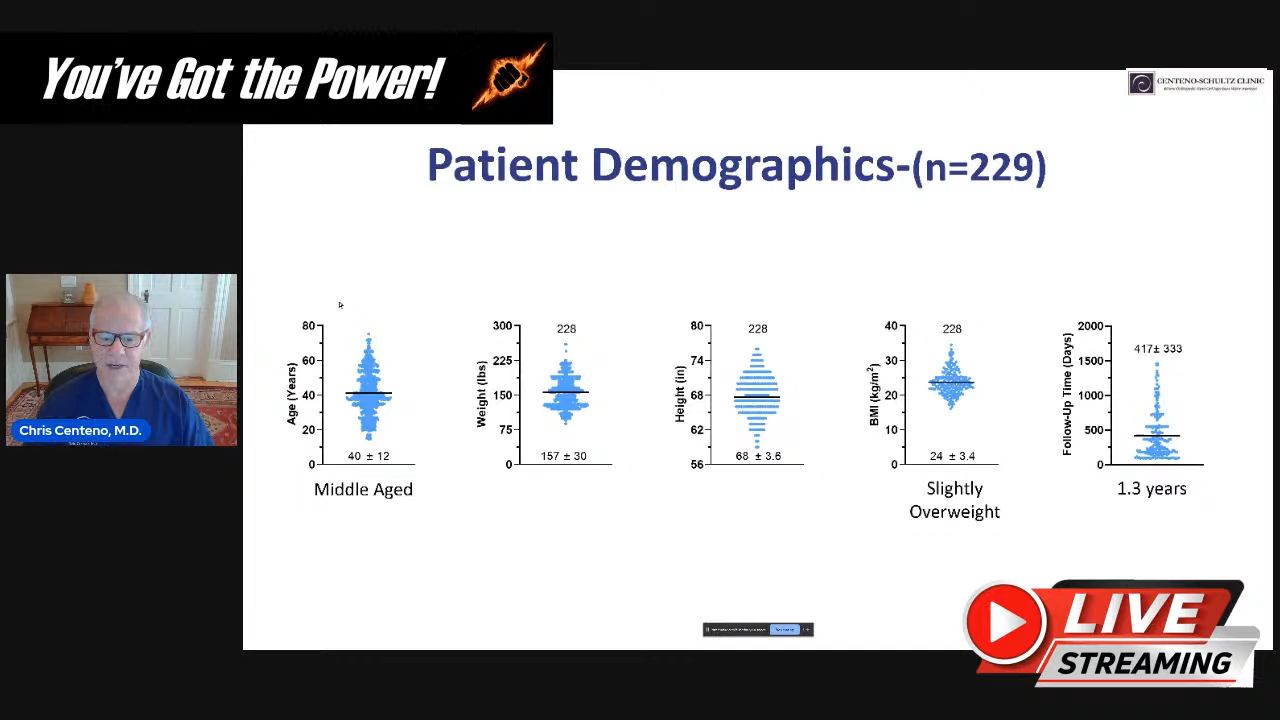 You've Got the Power!
CENTENO-SCHULTZ CLINIC
Patient Demographics-(n=229)
Age (Years)
80
60
40
20
0
40 ± 12
Middle Aged
Weight (lbs)
300
225
150
75
0
228
157 ± 30
Height (in)
80
74
68
62
56
228
68 ± 3.6
BMI (kg/m²)
40
30
20
10
0
228
24 ± 3.4
Slightly
Overweight
Follow-Up Time (Days)
2000
1500
1000
500
0
417± 333
1.3 years
Chris Centeno, M.D.
LIVE
STREAMING